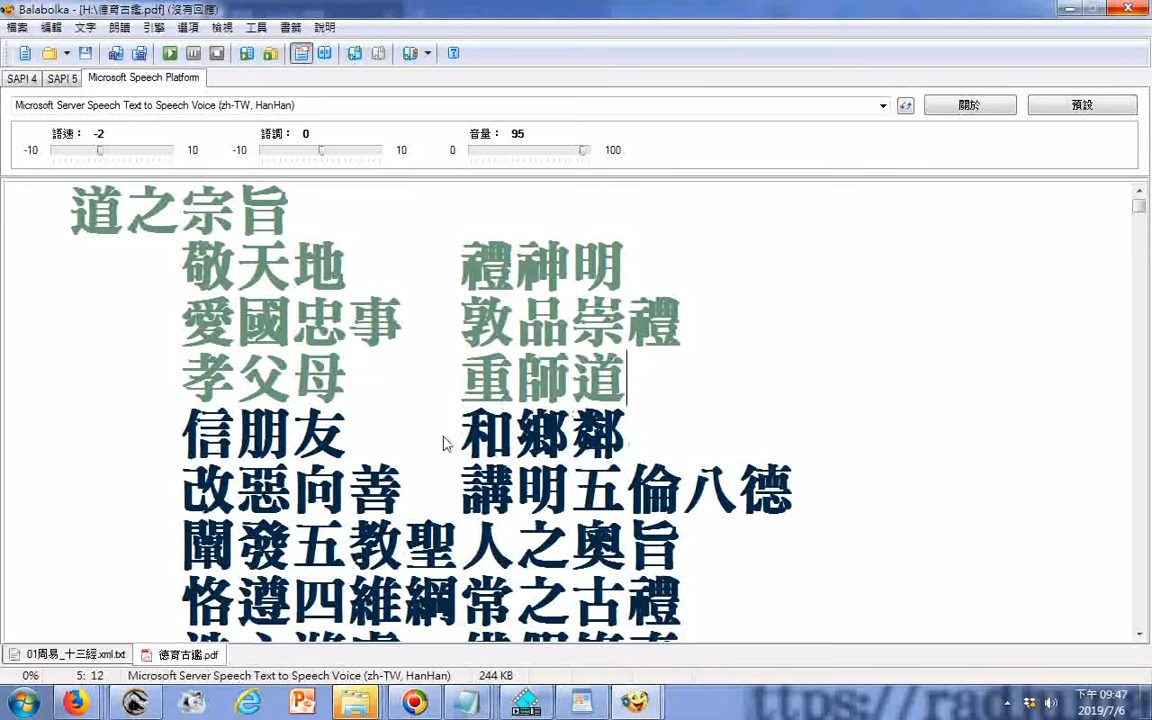 Balabolka - [H:\德育古鑑.pdf] (沒有回應)
檔案 編輯 文字 朗讀 引擎 選項 檢視 工具 書籤 說明
SAPI 4 SAPI 5 Microsoft Speech Platform
Microsoft Server Speech Text to Speech Voice (zh-TW, HanHan) 關於 預設
語速： -2 語調： 0 音量： 95
-10 10 -10 10 0 100
道之宗旨
敬天地 禮神明
愛國忠事 敦品崇禮
孝父母 重師道
信朋友 和鄉鄰
改惡向善 講明五倫八德
闡發五教聖人之奧旨
恪遵四維綱常之古禮
01周易_十三經.xml.txt 德育古鑑.pdf
0% 5: 12 Microsoft Server Speech Text to Speech Voice (zh-TW, HanHan) 244 KB
下午 09:47
2019/7/6